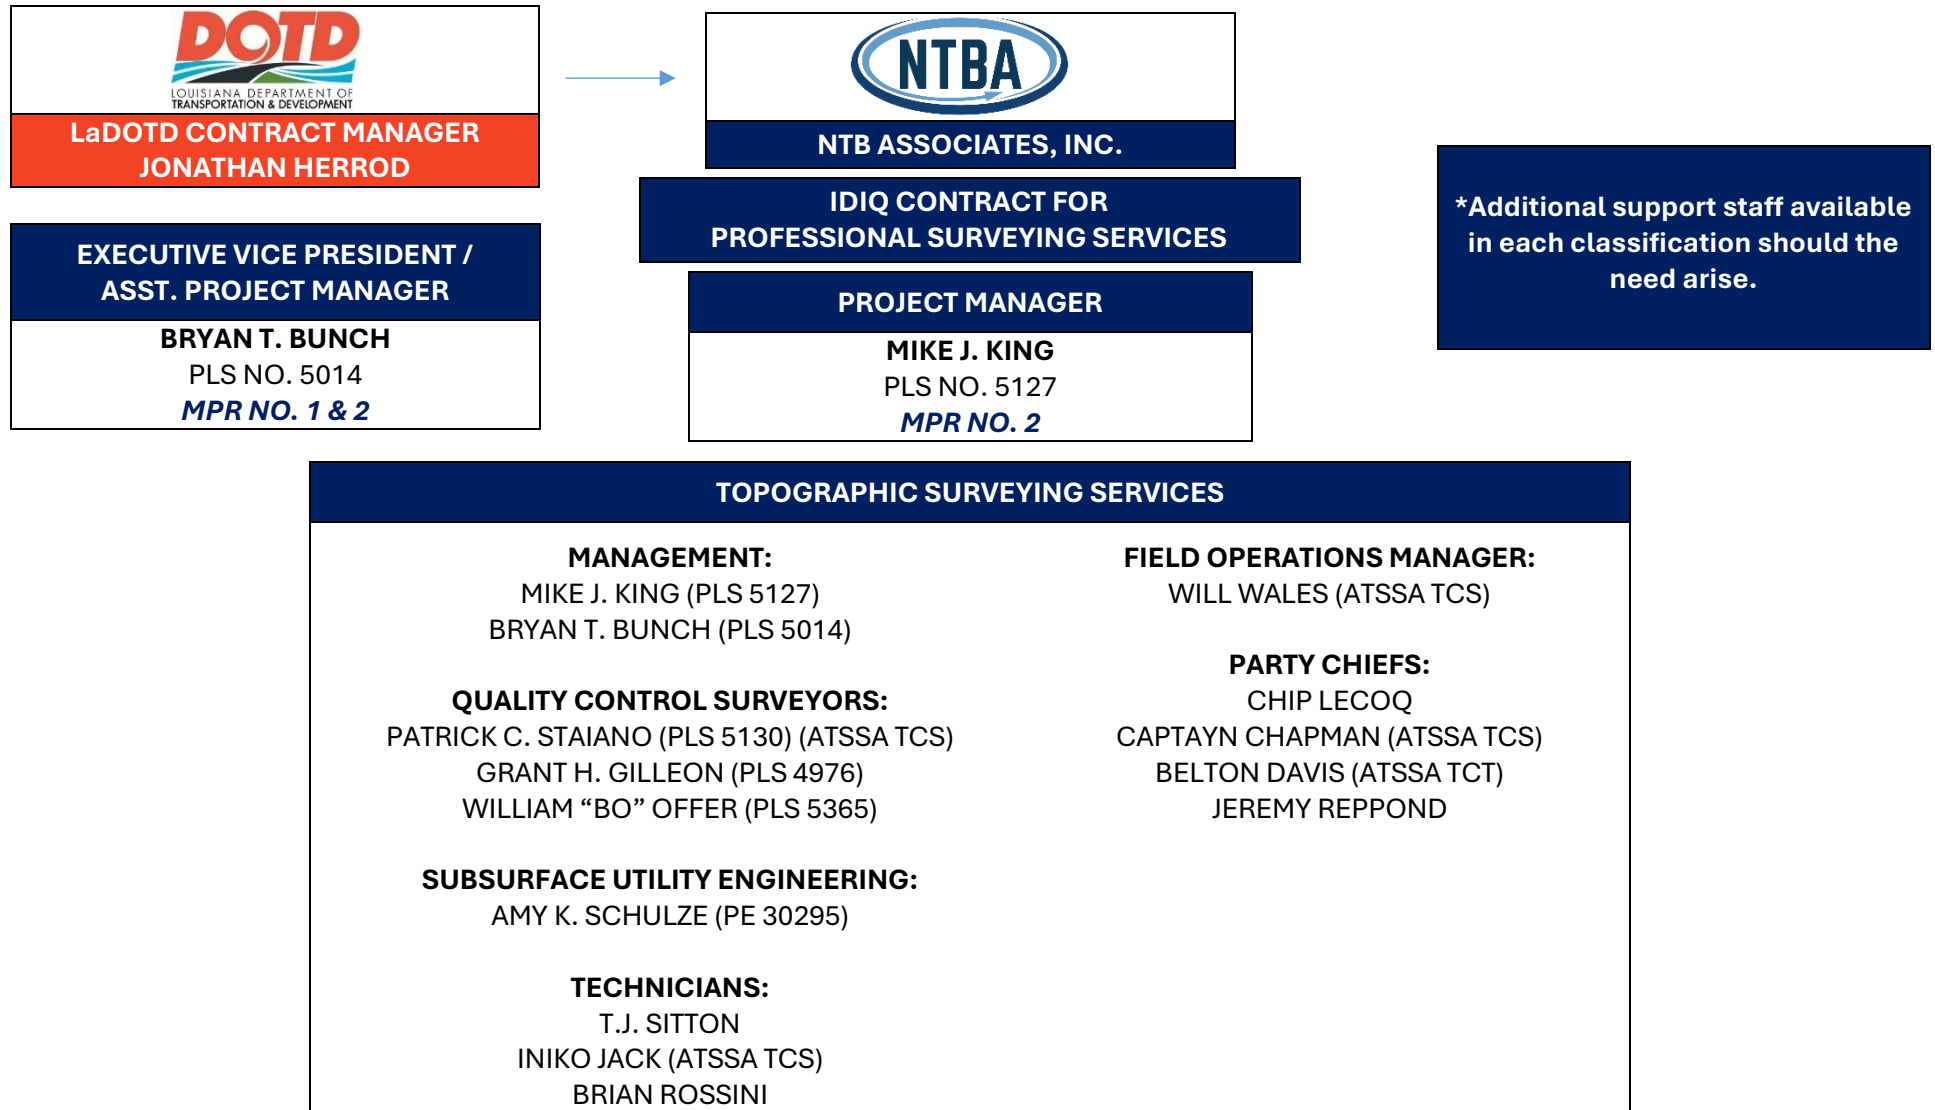 DOTD
LOUISIANA DEPARTMENT OF
TRANSPORTATION & DEVELOPMENT
LaDOTD CONTRACT MANAGER
JONATHAN HERROD
NTBA
NTB ASSOCIATES, INC.
IDIQ CONTRACT FOR
PROFESSIONAL SURVEYING SERVICES
*Additional support staff available
in each classification should the
need arise.
EXECUTIVE VICE PRESIDENT /
ASST. PROJECT MANAGER
BRYAN T. BUNCH
PLS NO. 5014
MPR NO. 1 & 2
PROJECT MANAGER
MIKE J. KING
PLS NO. 5127
MPR NO. 2
TOPOGRAPHIC SURVEYING SERVICES
MANAGEMENT:
MIKE J. KING (PLS 5127)
BRYAN T. BUNCH (PLS 5014)
QUALITY CONTROL SURVEYORS:
PATRICK C. STAIANO (PLS 5130) (ATSSA TCS)
GRANT H. GILLEON (PLS 4976)
WILLIAM “BO” OFFER (PLS 5365)
SUBSURFACE UTILITY ENGINEERING:
AMY K. SCHULZE (PE 30295)
TECHNICIANS:
T.J. SITTON
INIKO JACK (ATSSA TCS)
BRIAN ROSSINI
FIELD OPERATIONS MANAGER:
WILL WALES (ATSSA TCS)
PARTY CHIEFS:
CHIP LECOQ
CAPTAYN CHAPMAN (ATSSA TCS)
BELTON DAVIS (ATSSA TCT)
JEREMY REPPOND